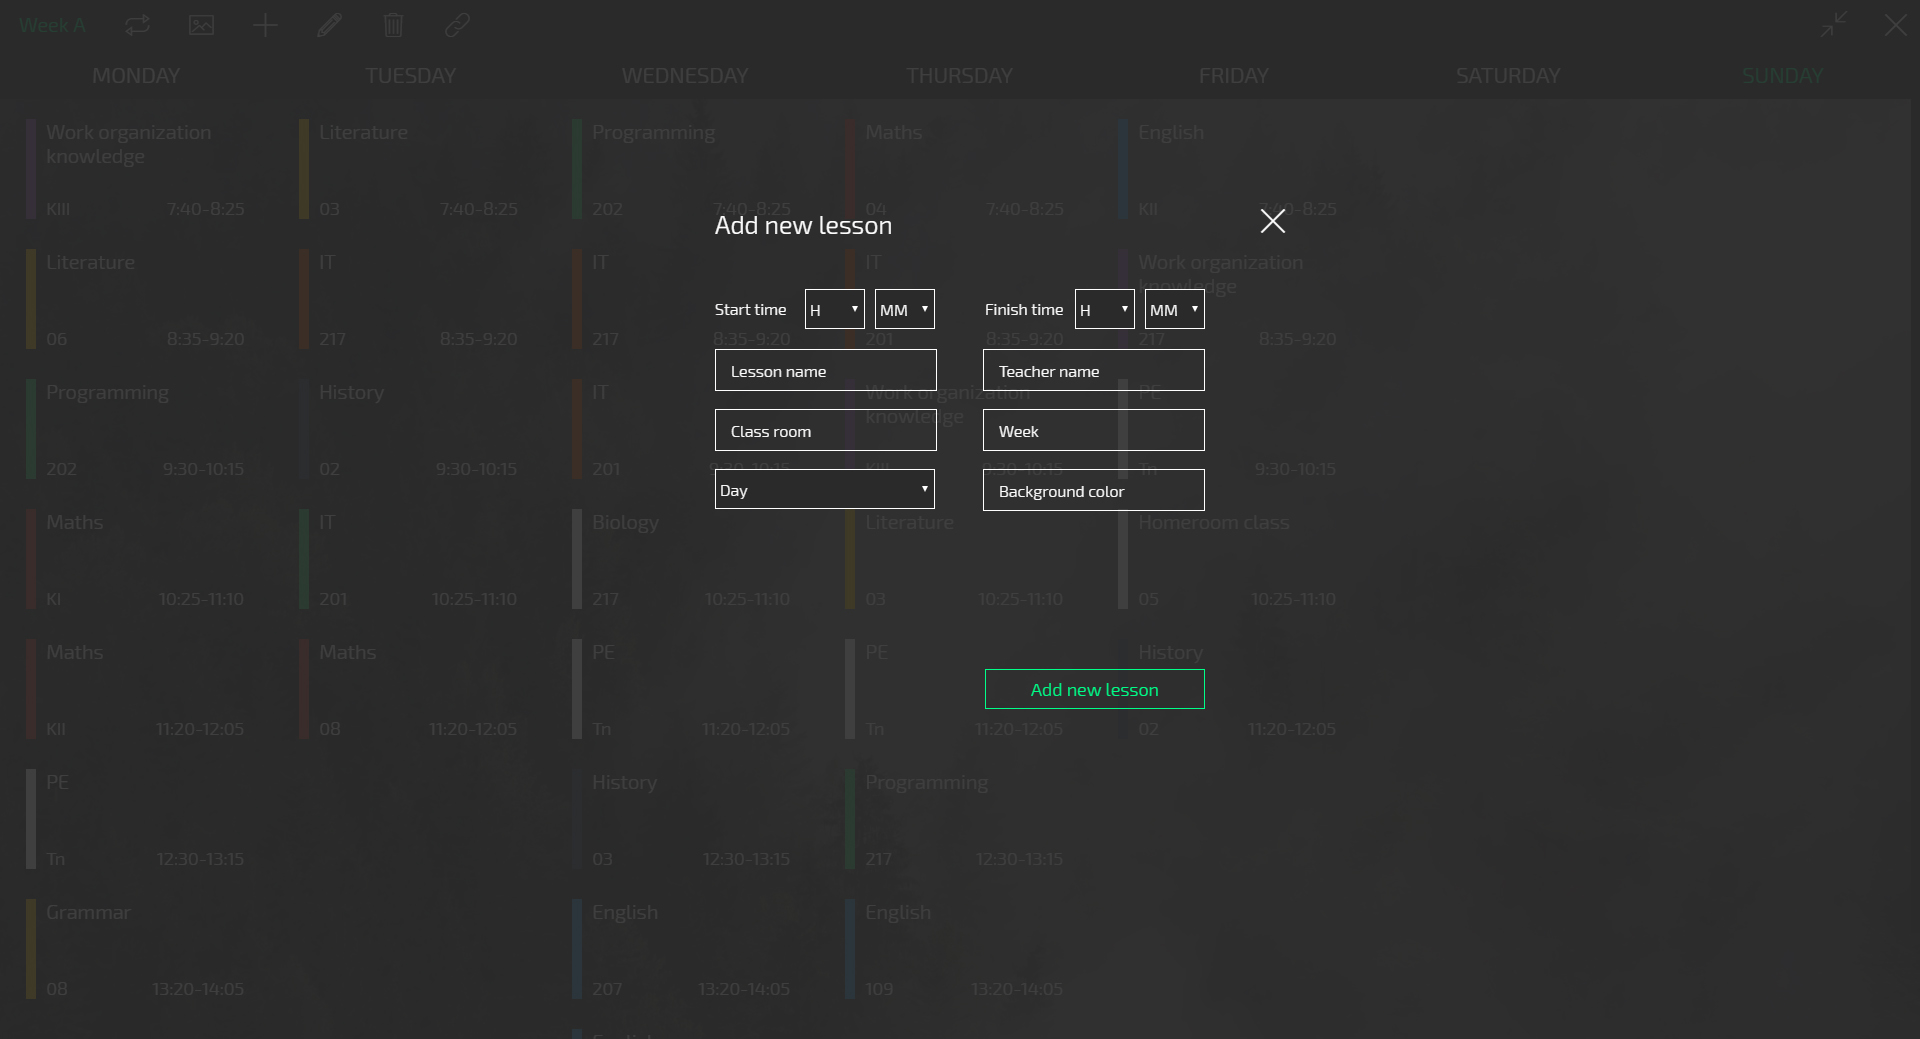 Week A
MONDAY TUESDAY WEDNESDAY THURSDAY FRIDAY SATURDAY SUNDAY
Work organization knowledge
KIII 7:40-8:25
Literature
03 7:40-8:25
Programming
202 7:40-8:25
Maths
04 7:40-8:25
English
KII 7:40-8:25
Add new lesson
Literature
06 8:35-9:20
IT
217 8:35-9:20
IT
217 8:35-9:20
IT
201 8:35-9:20
Work organization
knowledge
217 8:35-9:20
Start time H MM Finish time H MM
Lesson name Teacher name
Class room Week
Day Background color
Programming
202 9:30-10:15
History
02 9:30-10:15
IT
201 9:30-10:15
Work organization
knowledge
KIII 9:30-10:15
PE
Tn 9:30-10:15
Maths
KI 10:25-11:10
IT
201 10:25-11:10
Biology
217 10:25-11:10
Literature
03 10:25-11:10
Homeroom class
05 10:25-11:10
Maths
KII 11:20-12:05
Maths
08 11:20-12:05
PE
Tn 11:20-12:05
PE
Tn 11:20-12:05
History
02 11:20-12:05
Add new lesson
PE
Tn 12:30-13:15
History
03 12:30-13:15
Programming
217 12:30-13:15
Grammar
08 13:20-14:05
English
207 13:20-14:05
English
109 13:20-14:05